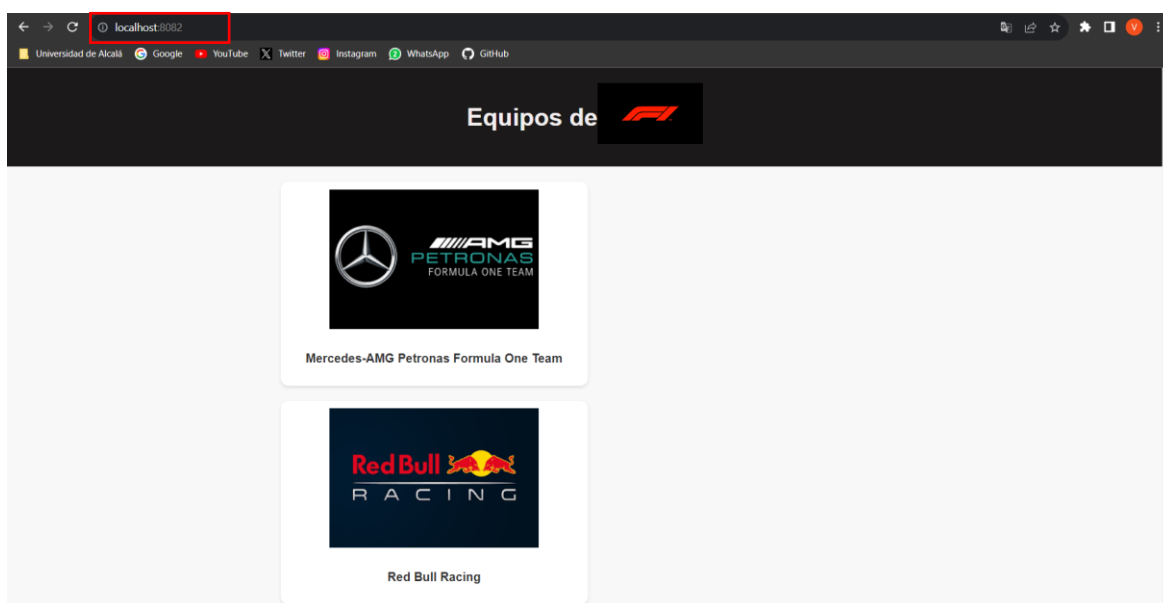 localhost:8082
Universidad de Alcalá Google YouTube Twitter Instagram WhatsApp GitHub
Equipos de F1
AMG
PETRONAS
FORMULA ONE TEAM
Mercedes-AMG Petronas Formula One Team
Red Bull
RACING
Red Bull Racing